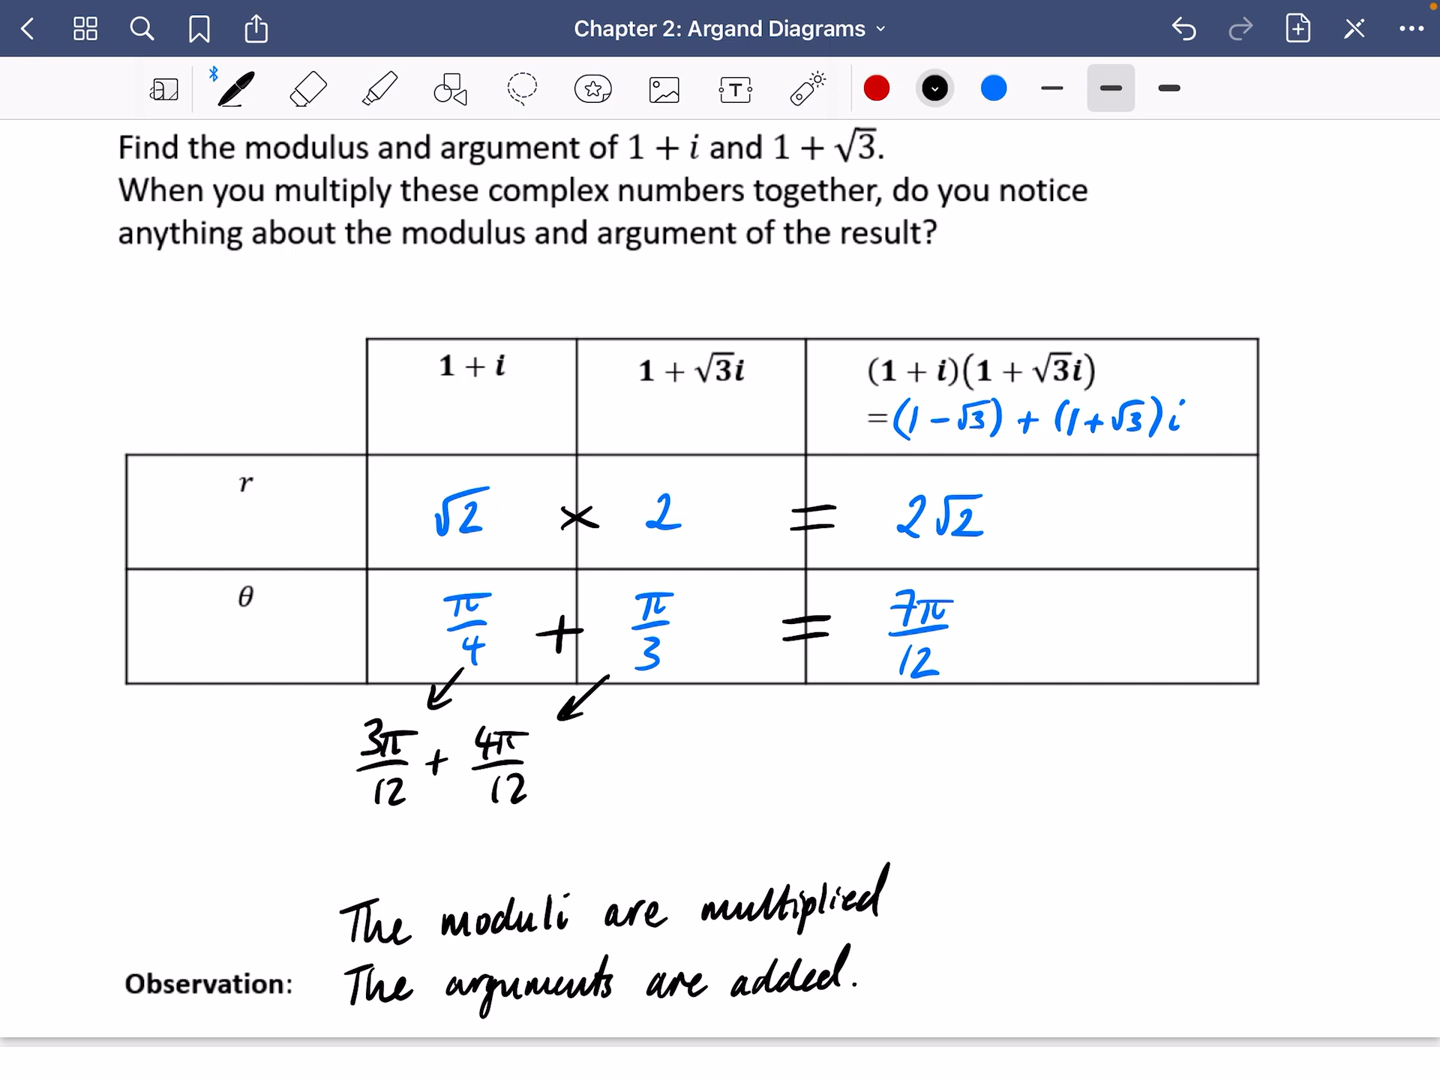 Chapter 2: Argand Diagrams
Find the modulus and argument of 1 + i and 1 + √3.
When you multiply these complex numbers together, do you notice
anything about the modulus and argument of the result?
1 + i
1 + √3i
(1 + i)(1 + √3i)
=(1 - √3) + (1 + √3)i
r
√2 × 2 = 2√2
θ
π/4 + π/3 = 7π/12
3π/12 + 4π/12
The moduli are multiplied
Observation: The arguments are added.